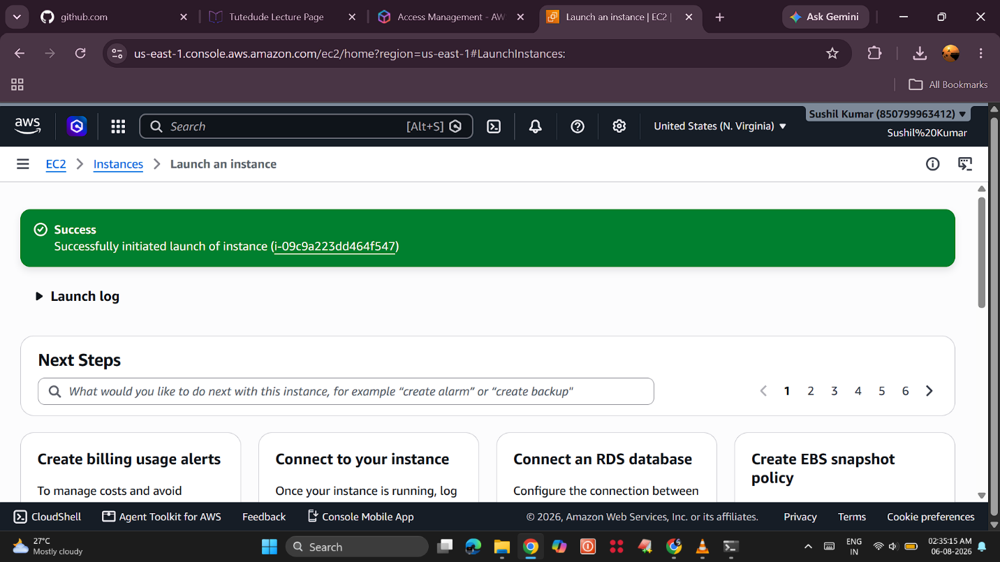 github.com
Tutedude Lecture Page
Access Management - AW
Launch an instance | EC2 |
Ask Gemini
us-east-1.console.aws.amazon.com/ec2/home?region=us-east-1#LaunchInstances:
All Bookmarks
aws
Search
[Alt+S]
United States (N. Virginia)
Sushil Kumar (850799963412)
Sushil%20Kumar
EC2
Instances
Launch an instance
Success
Successfully initiated launch of instance (i-09c9a223dd464f547)
Launch log
Next Steps
What would you like to do next with this instance, for example “create alarm” or “create backup"
1 2 3 4 5 6
Create billing usage alerts
To manage costs and avoid
Connect to your instance
Once your instance is running, log
Connect an RDS database
Configure the connection between
Create EBS snapshot
policy
CloudShell
Agent Toolkit for AWS
Feedback
Console Mobile App
© 2026, Amazon Web Services, Inc. or its affiliates.
Privacy
Terms
Cookie preferences
27°C
Mostly cloudy
Search
ENG
IN
02:35:15 AM
06-08-2026